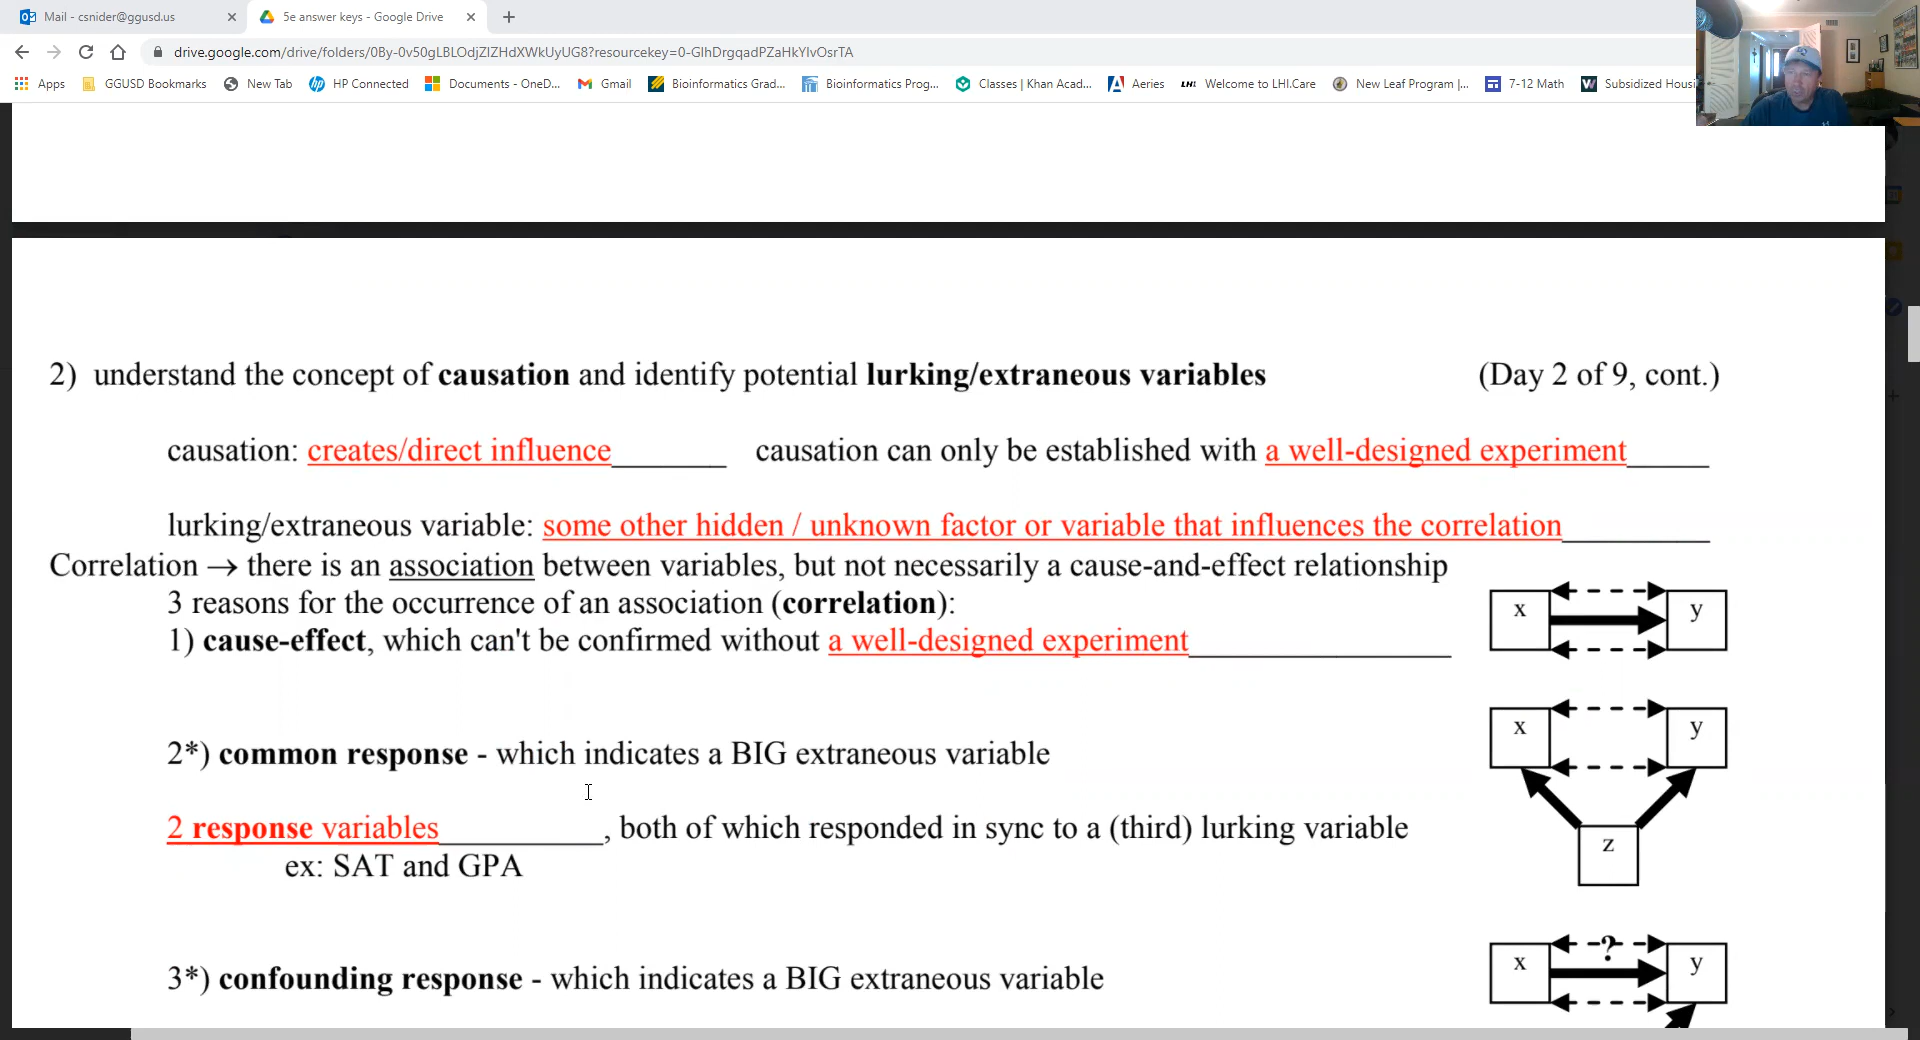 Mail - csnider@ggusd.us
5e answer keys - Google Drive
drive.google.com/drive/folders/0By-0v50gLBLOdjZlZHdXWkUyUG8?resourcekey=0-GIhDrgqadPZaHkYlvOsrTA
Apps GGUSD Bookmarks New Tab HP Connected Documents - OneD... Gmail Bioinformatics Grad... Bioinformatics Prog... Classes | Khan Acad... Aeries LHI Welcome to LHI.Care New Leaf Program |... 7-12 Math Subsidized Housi
2) understand the concept of causation and identify potential lurking/extraneous variables (Day 2 of 9, cont.)
causation: creates/direct influence causation can only be established with a well-designed experiment
lurking/extraneous variable: some other hidden / unknown factor or variable that influences the correlation
Correlation → there is an association between variables, but not necessarily a cause-and-effect relationship
3 reasons for the occurrence of an association (correlation):
x y
1) cause-effect, which can't be confirmed without a well-designed experiment
x y
2*) common response - which indicates a BIG extraneous variable
2 response variables, both of which responded in sync to a (third) lurking variable
z
ex: SAT and GPA
?
x y
3*) confounding response - which indicates a BIG extraneous variable